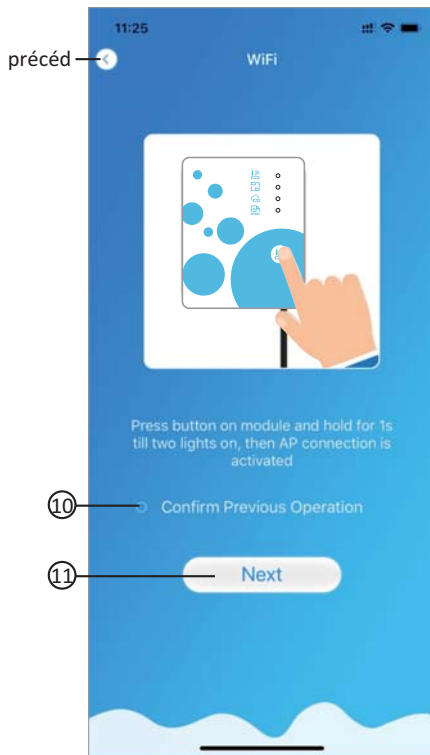 11:25
précéd
WiFi
Press button on module and hold for 1s
till two lights on, then AP connection is
activated
10
Confirm Previous Operation
11
Next